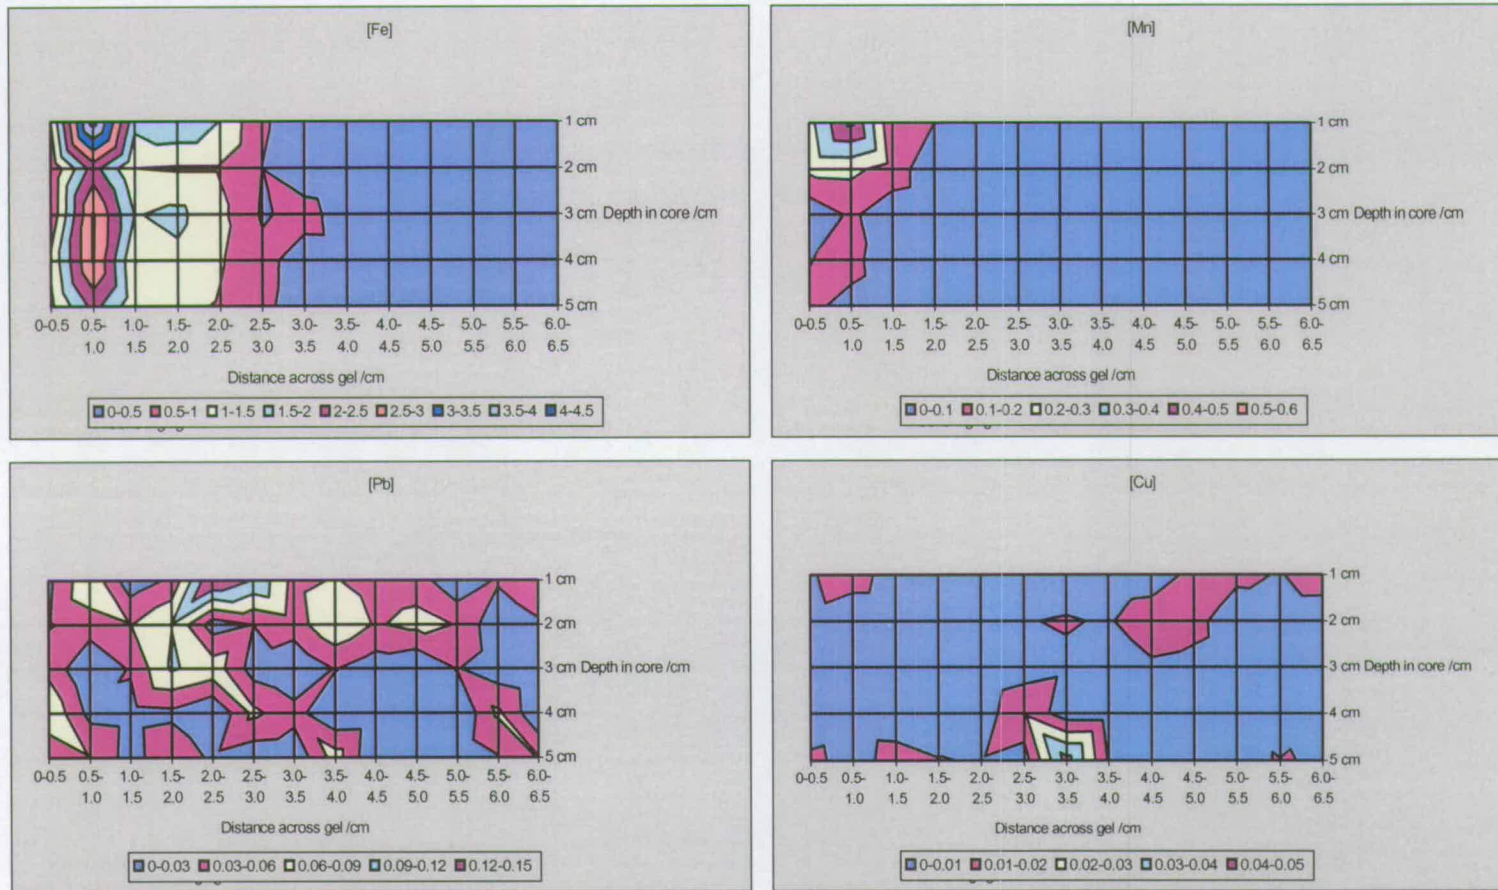 [Fe]
1 cm
2 cm
3 cm Depth in core /cm
4 cm
5 cm
0-0.5 0.5- 1.0- 1.5- 2.0- 2.5- 3.0- 3.5- 4.0- 4.5- 5.0- 5.5- 6.0-
1.0 1.5 2.0 2.5 3.0 3.5 4.0 4.5 5.0 5.5 6.0 6.5
Distance across gel /cm
0-0.5 0.5-1 1-1.5 1.5-2 2-2.5 2.5-3 3-3.5 3.5-4 4-4.5
[Mn]
1 cm
2 cm
3 cm Depth in core /cm
4 cm
5 cm
0-0.5 0.5- 1.0- 1.5- 2.0- 2.5- 3.0- 3.5- 4.0- 4.5- 5.0- 5.5- 6.0-
1.0 1.5 2.0 2.5 3.0 3.5 4.0 4.5 5.0 5.5 6.0 6.5
Distance across gel /cm
0-0.1 0.1-0.2 0.2-0.3 0.3-0.4 0.4-0.5 0.5-0.6
[Pb]
1 cm
2 cm
3 cm Depth in core /cm
4 cm
5 cm
0-0.5 0.5- 1.0- 1.5- 2.0- 2.5- 3.0- 3.5- 4.0- 4.5- 5.0- 5.5- 6.0-
1.0 1.5 2.0 2.5 3.0 3.5 4.0 4.5 5.0 5.5 6.0 6.5
Distance across gel /cm
0-0.03 0.03-0.06 0.06-0.09 0.09-0.12 0.12-0.15
[Cu]
1 cm
2 cm
3 cm Depth in core /cm
4 cm
5 cm
0-0.5 0.5- 1.0- 1.5- 2.0- 2.5- 3.0- 3.5- 4.0- 4.5- 5.0- 5.5- 6.0-
1.0 1.5 2.0 2.5 3.0 3.5 4.0 4.5 5.0 5.5 6.0 6.5
Distance across gel /cm
0-0.01 0.01-0.02 0.02-0.03 0.03-0.04 0.04-0.05